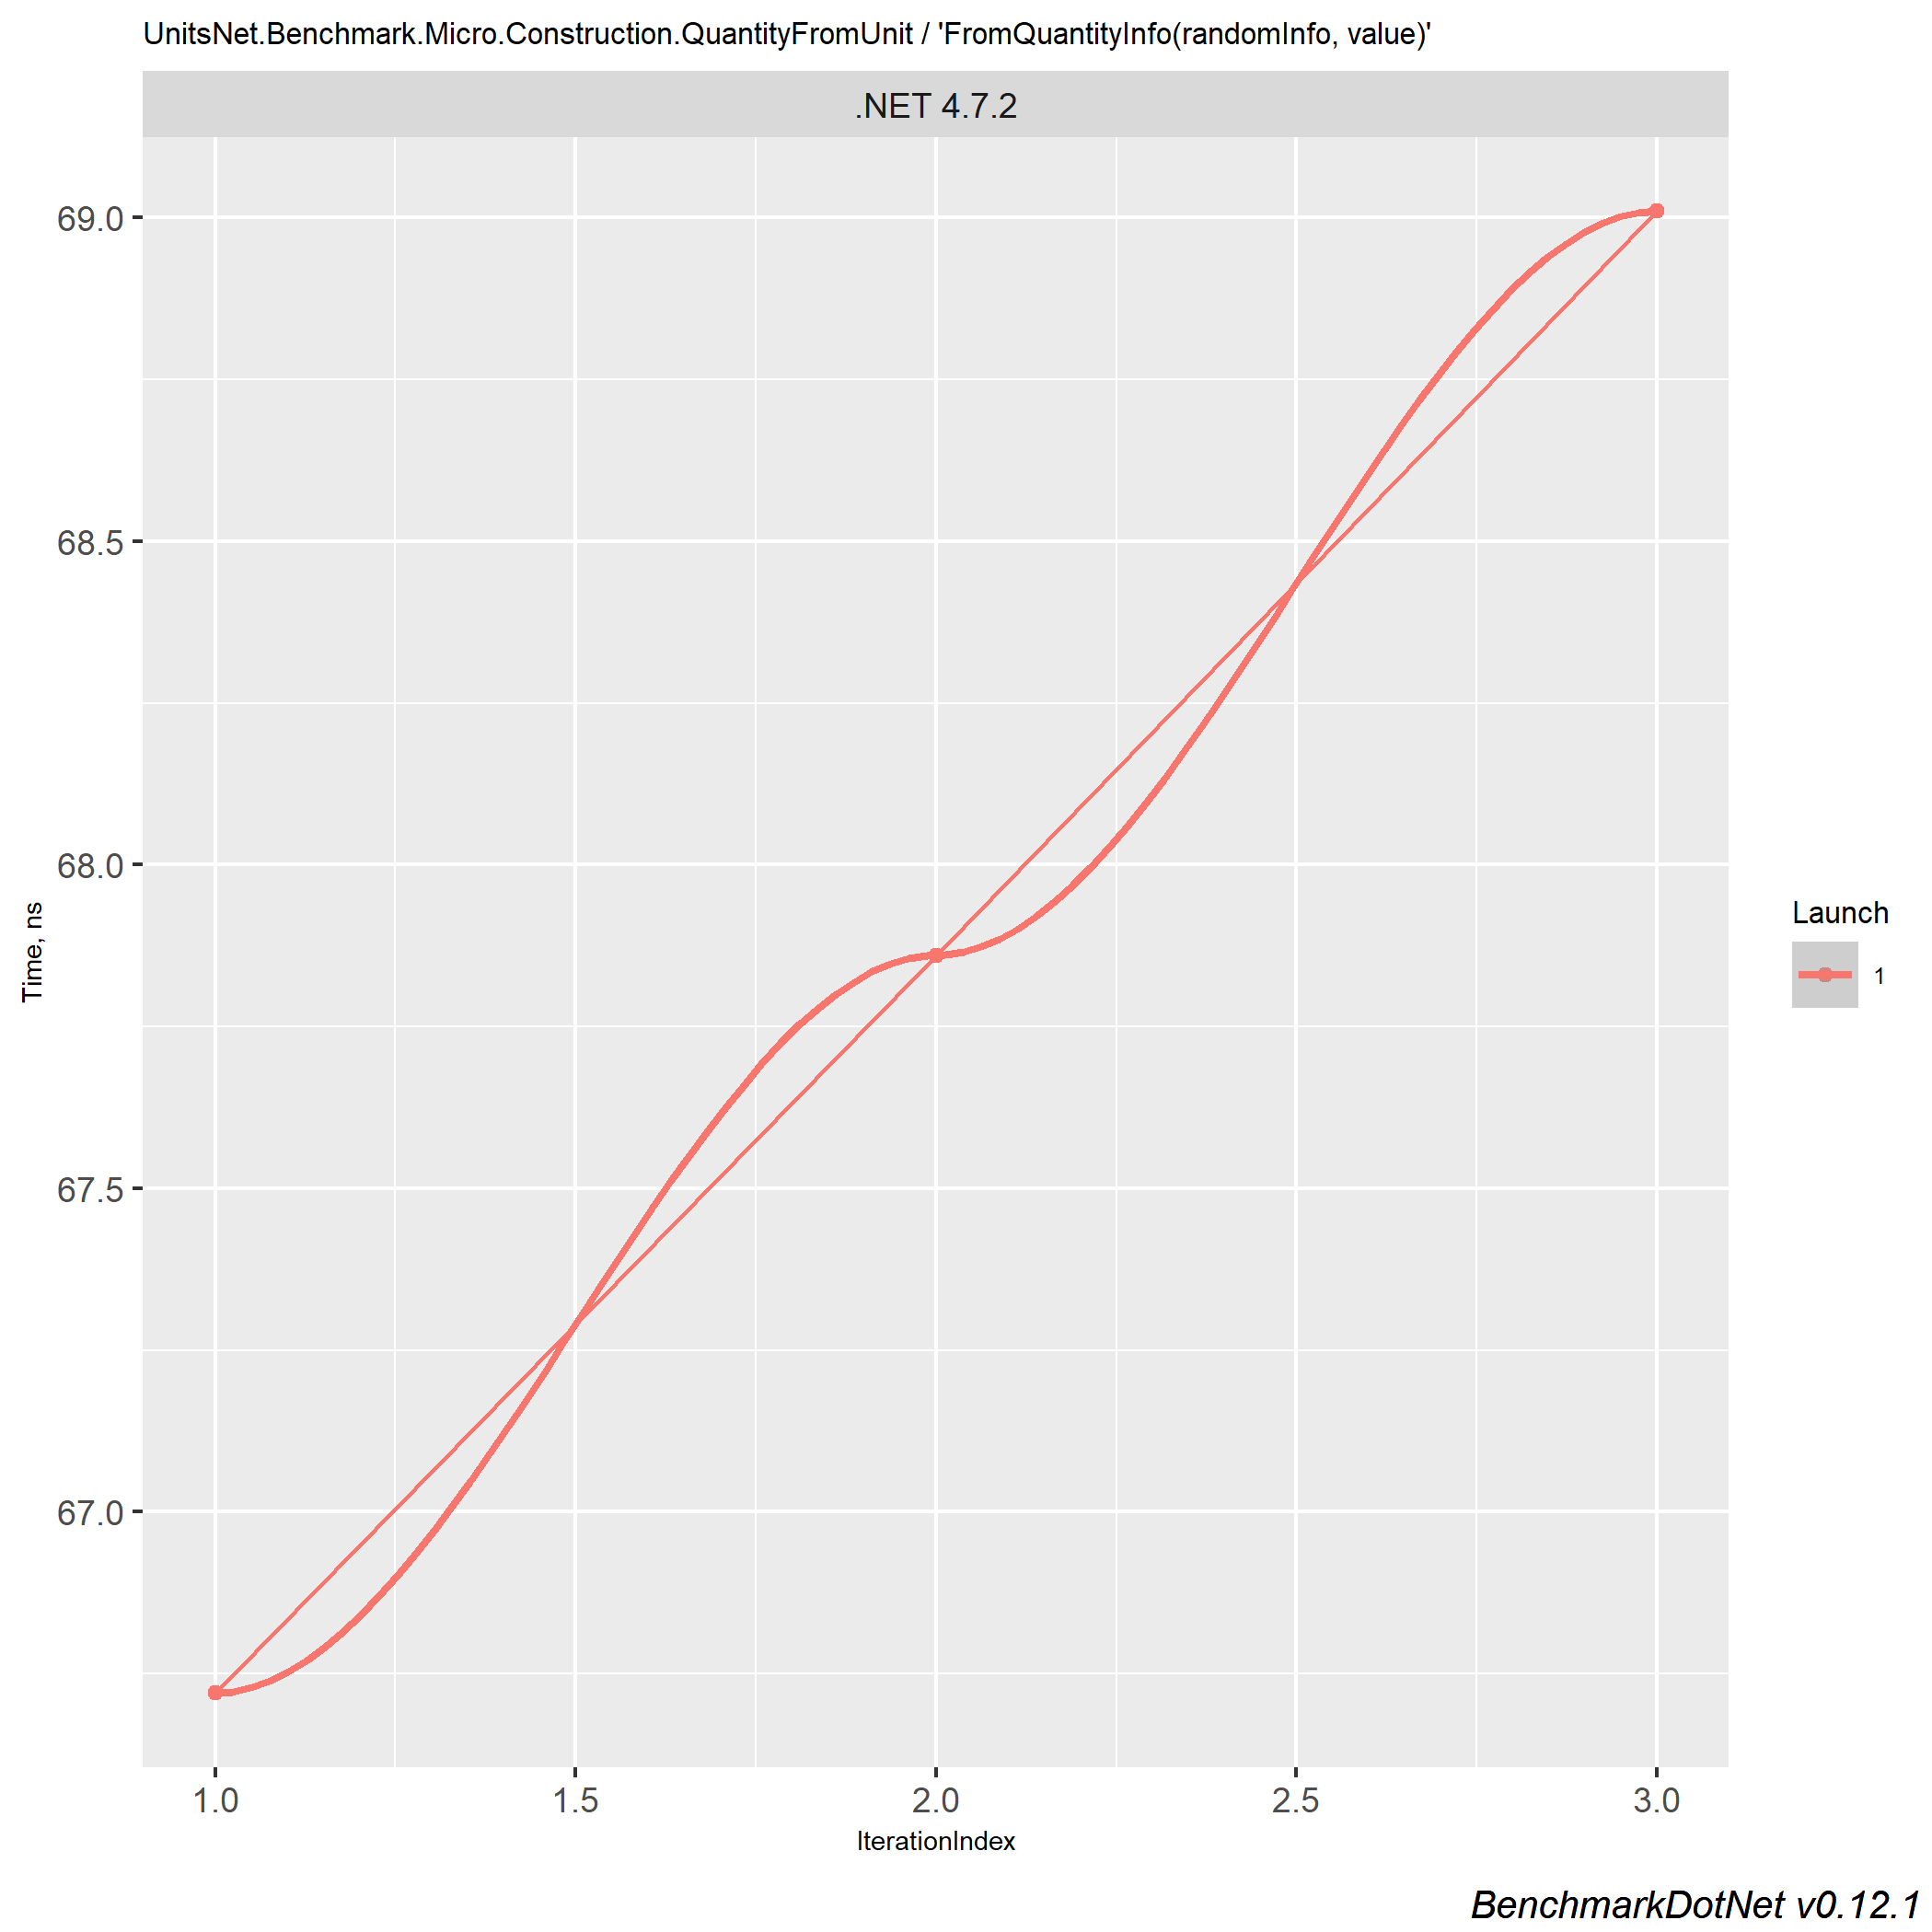 UnitsNet.Benchmark.Micro.Construction.QuantityFromUnit / 'FromQuantityInfo(randomInfo, value)'
.NET 4.7.2
69.0
68.5
68.0
67.5
67.0
Time, ns
1.0 1.5 2.0 2.5 3.0
IterationIndex
Launch
1
BenchmarkDotNet v0.12.1